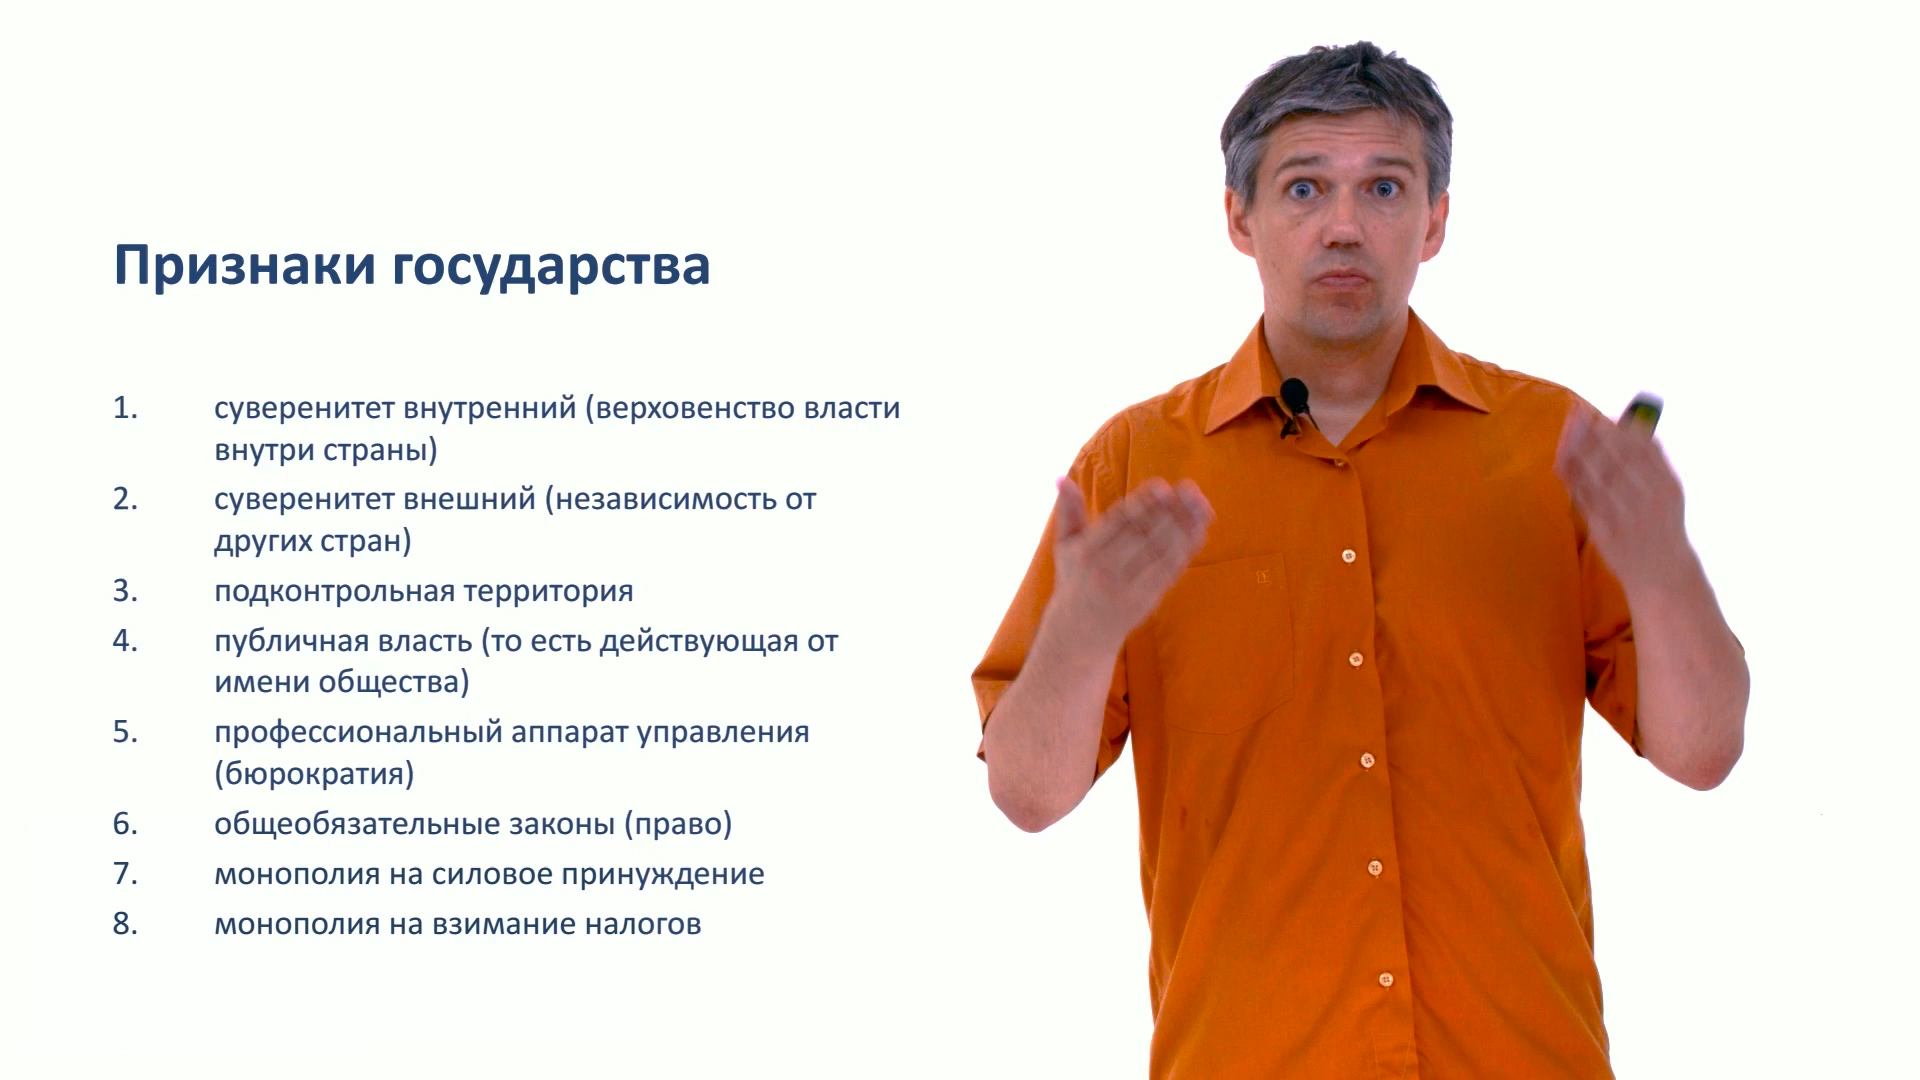 Признаки государства
1. суверенитет внутренний (верховенство власти
внутри страны)
2. суверенитет внешний (независимость от
других стран)
3. подконтрольная территория
4. публичная власть (то есть действующая от
имени общества)
5. профессиональный аппарат управления
(бюрократия)
6. общеобязательные законы (право)
7. монополия на силовое принуждение
8. монополия на взимание налогов